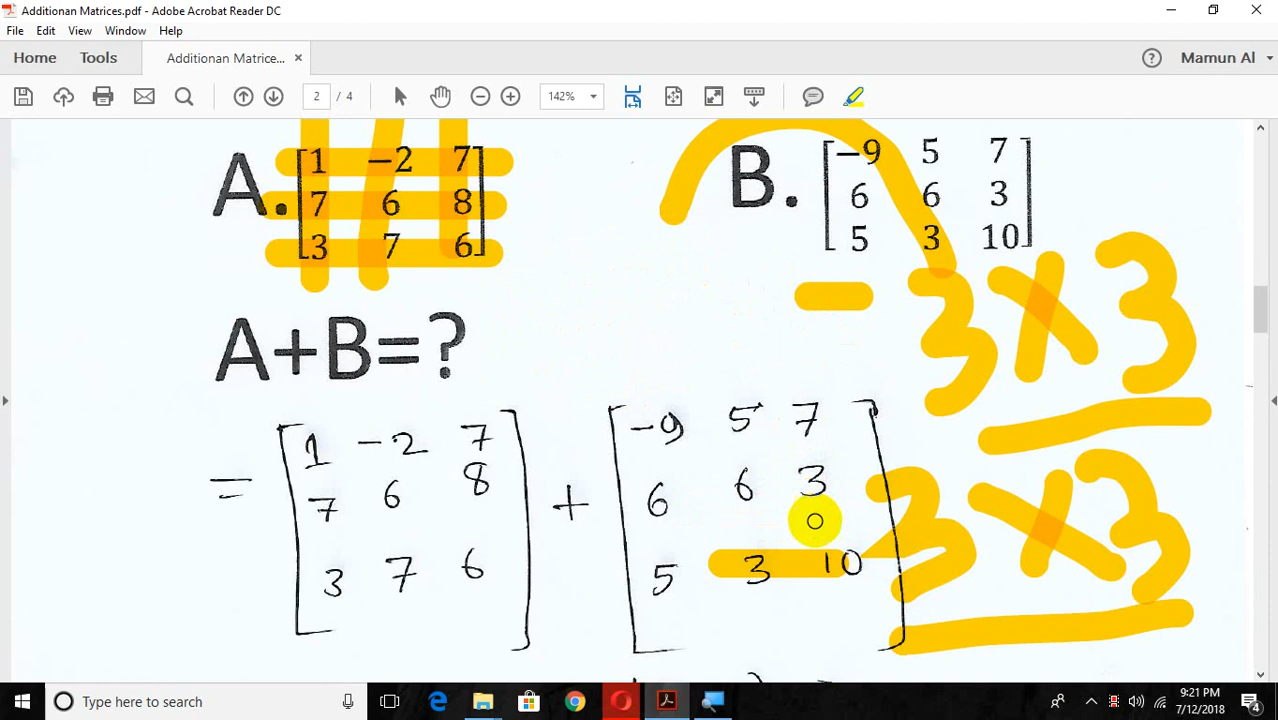 Additionan Matrices.pdf - Adobe Acrobat Reader DC
File Edit View Window Help
Home Tools Additionan Matrice... × Mamun Al
2 / 4 142%
A. B.
1 -2 7 -9 5 7
7 6 8 6 6 3
3 7 6 5 3 10
3 × 3
A+B=?
= 1 -2 7 + -9 5 7
7 6 8 6 6 3
3 7 6 5 3 10
3 × 3
Type here to search
9:21 PM
7/12/2018
4